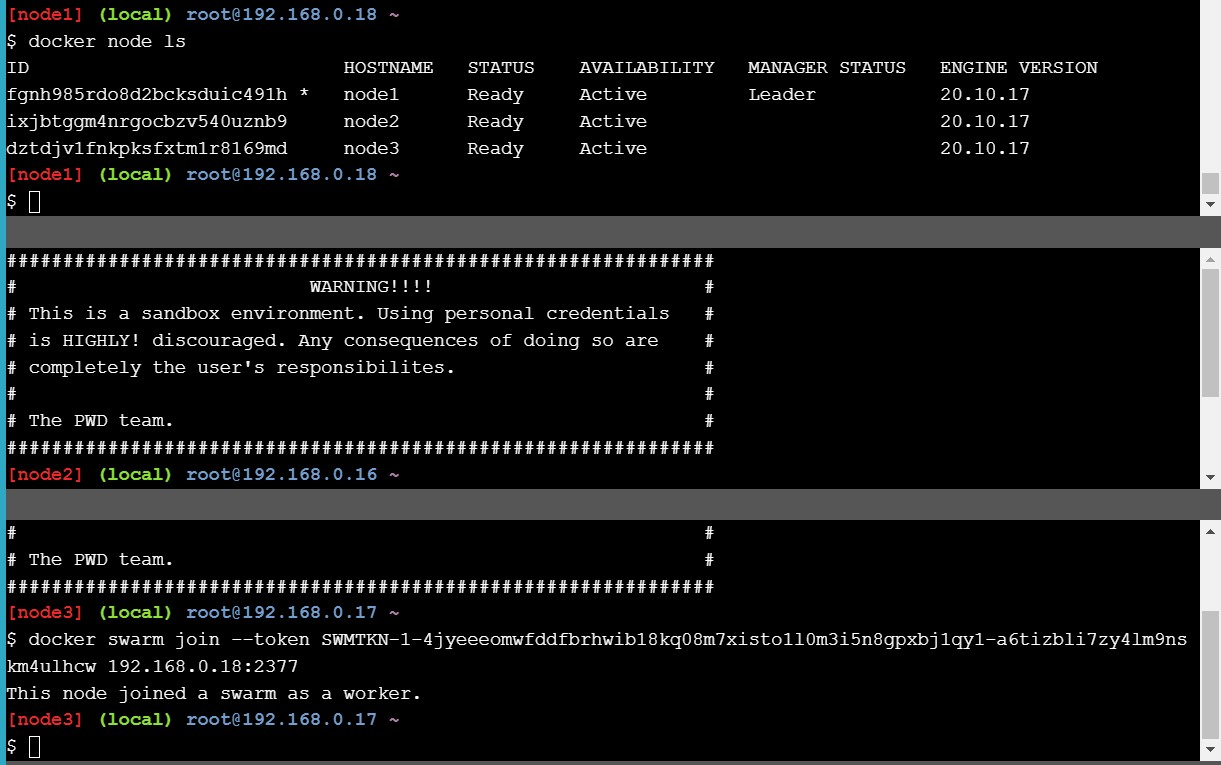 [node1] (local) root@192.168.0.18 ~
$ docker node ls
ID                            HOSTNAME   STATUS    AVAILABILITY   MANAGER STATUS   ENGINE VERSION
fgnh985rdo8d2bcksduic491h *   node1      Ready     Active         Leader           20.10.17
ixjbtggm4nrgocbzv540uznb9     node2      Ready     Active                          20.10.17
dztdjv1fnkpksfxtm1r8169md     node3      Ready     Active                          20.10.17
[node1] (local) root@192.168.0.18 ~
$
###############################################################
#                          WARNING!!!!                        #
# This is a sandbox environment. Using personal credentials   #
# is HIGHLY! discouraged. Any consequences of doing so are    #
# completely the user's responsibilites.                      #
#                                                             #
# The PWD team.                                               #
###############################################################
[node2] (local) root@192.168.0.16 ~
#                                                             #
# The PWD team.                                               #
###############################################################
[node3] (local) root@192.168.0.17 ~
$ docker swarm join --token SWMTKN-1-4jyeeeomwfddfbrhwib18kq08m7xisto1l0m3i5n8gpxbj1qy1-a6tizbli7zy4lm9ns
km4ulhcw 192.168.0.18:2377
This node joined a swarm as a worker.
[node3] (local) root@192.168.0.17 ~
$